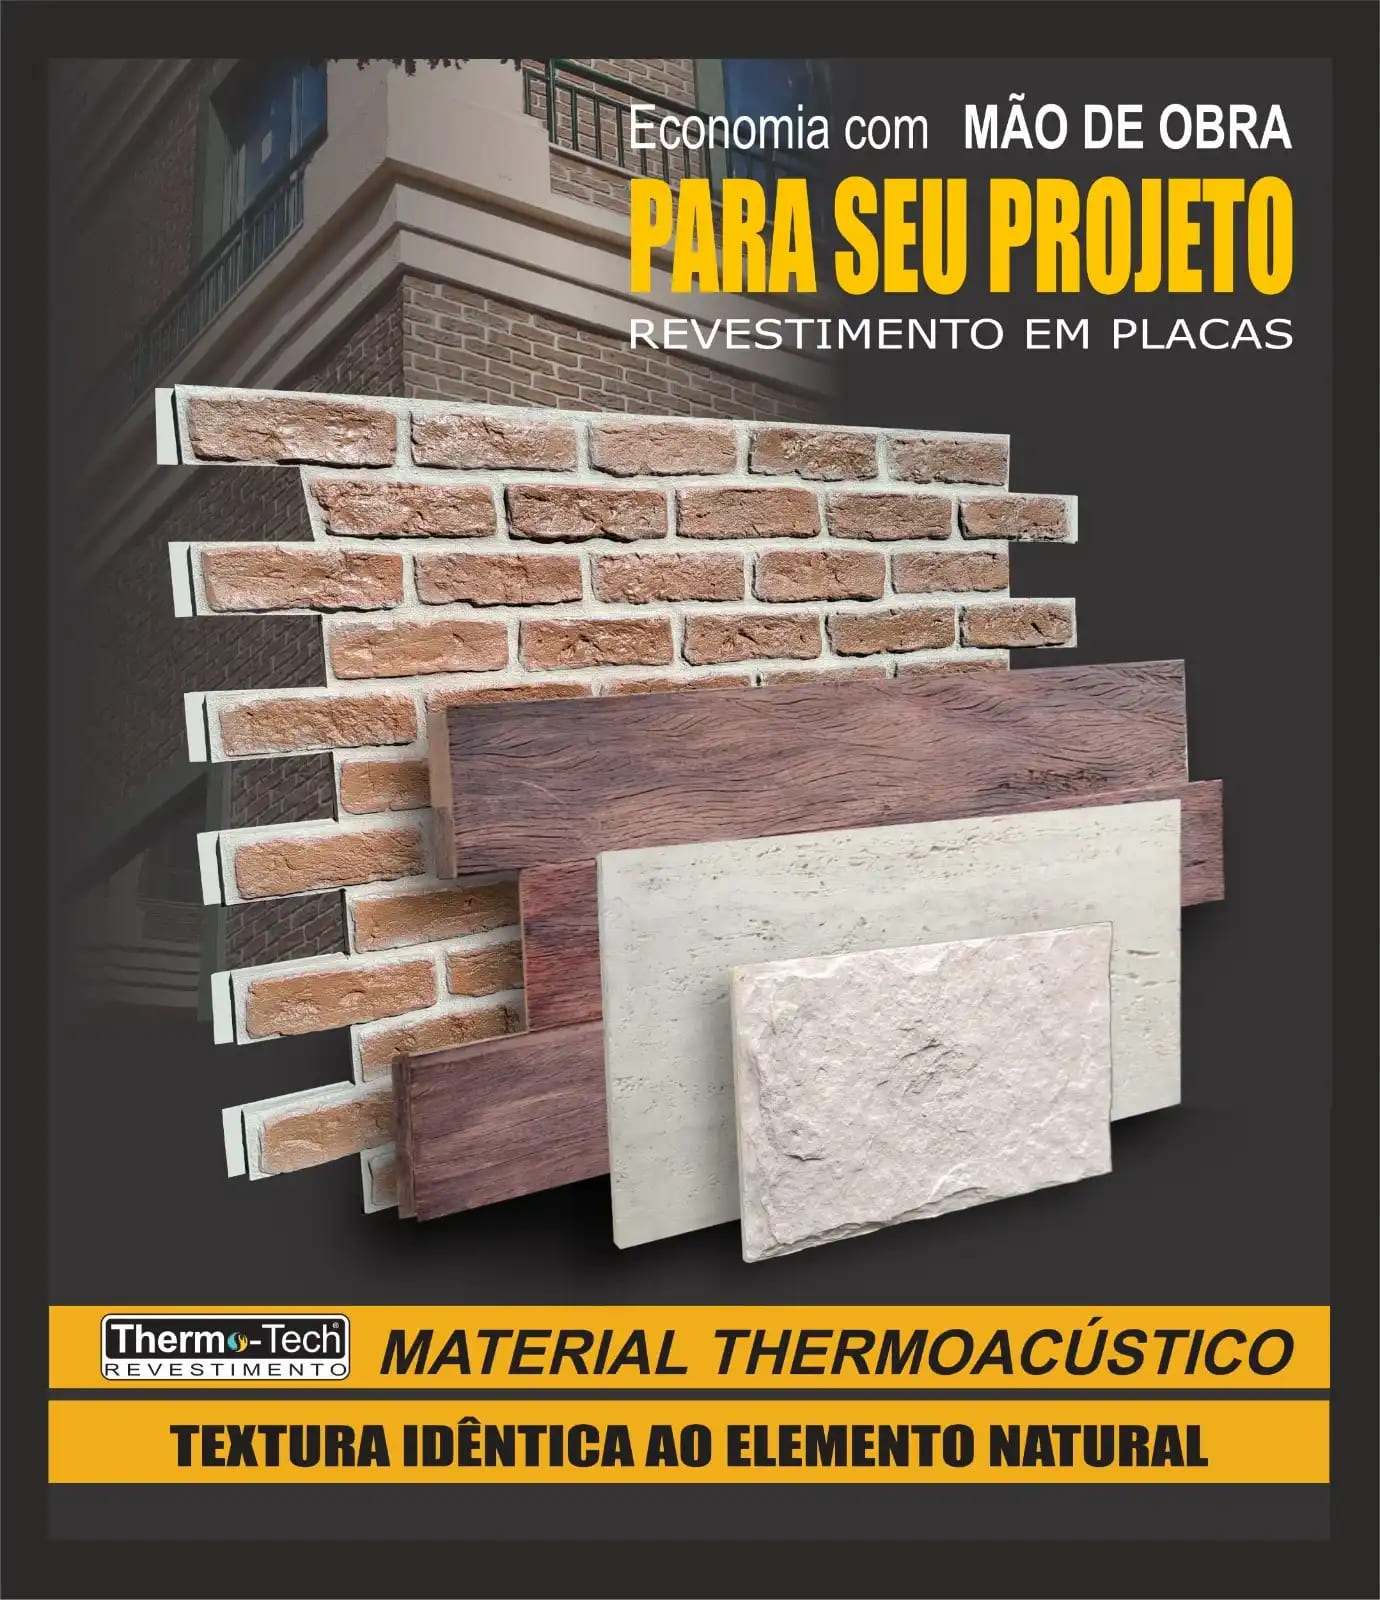 Economia com MÃO DE OBRA
PARA SEU PROJETO
REVESTIMENTO EM PLACAS
Thermo-Tech®
REVESTIMENTO
MATERIAL THERMOACÚSTICO
TEXTURA IDÊNTICA AO ELEMENTO NATURAL